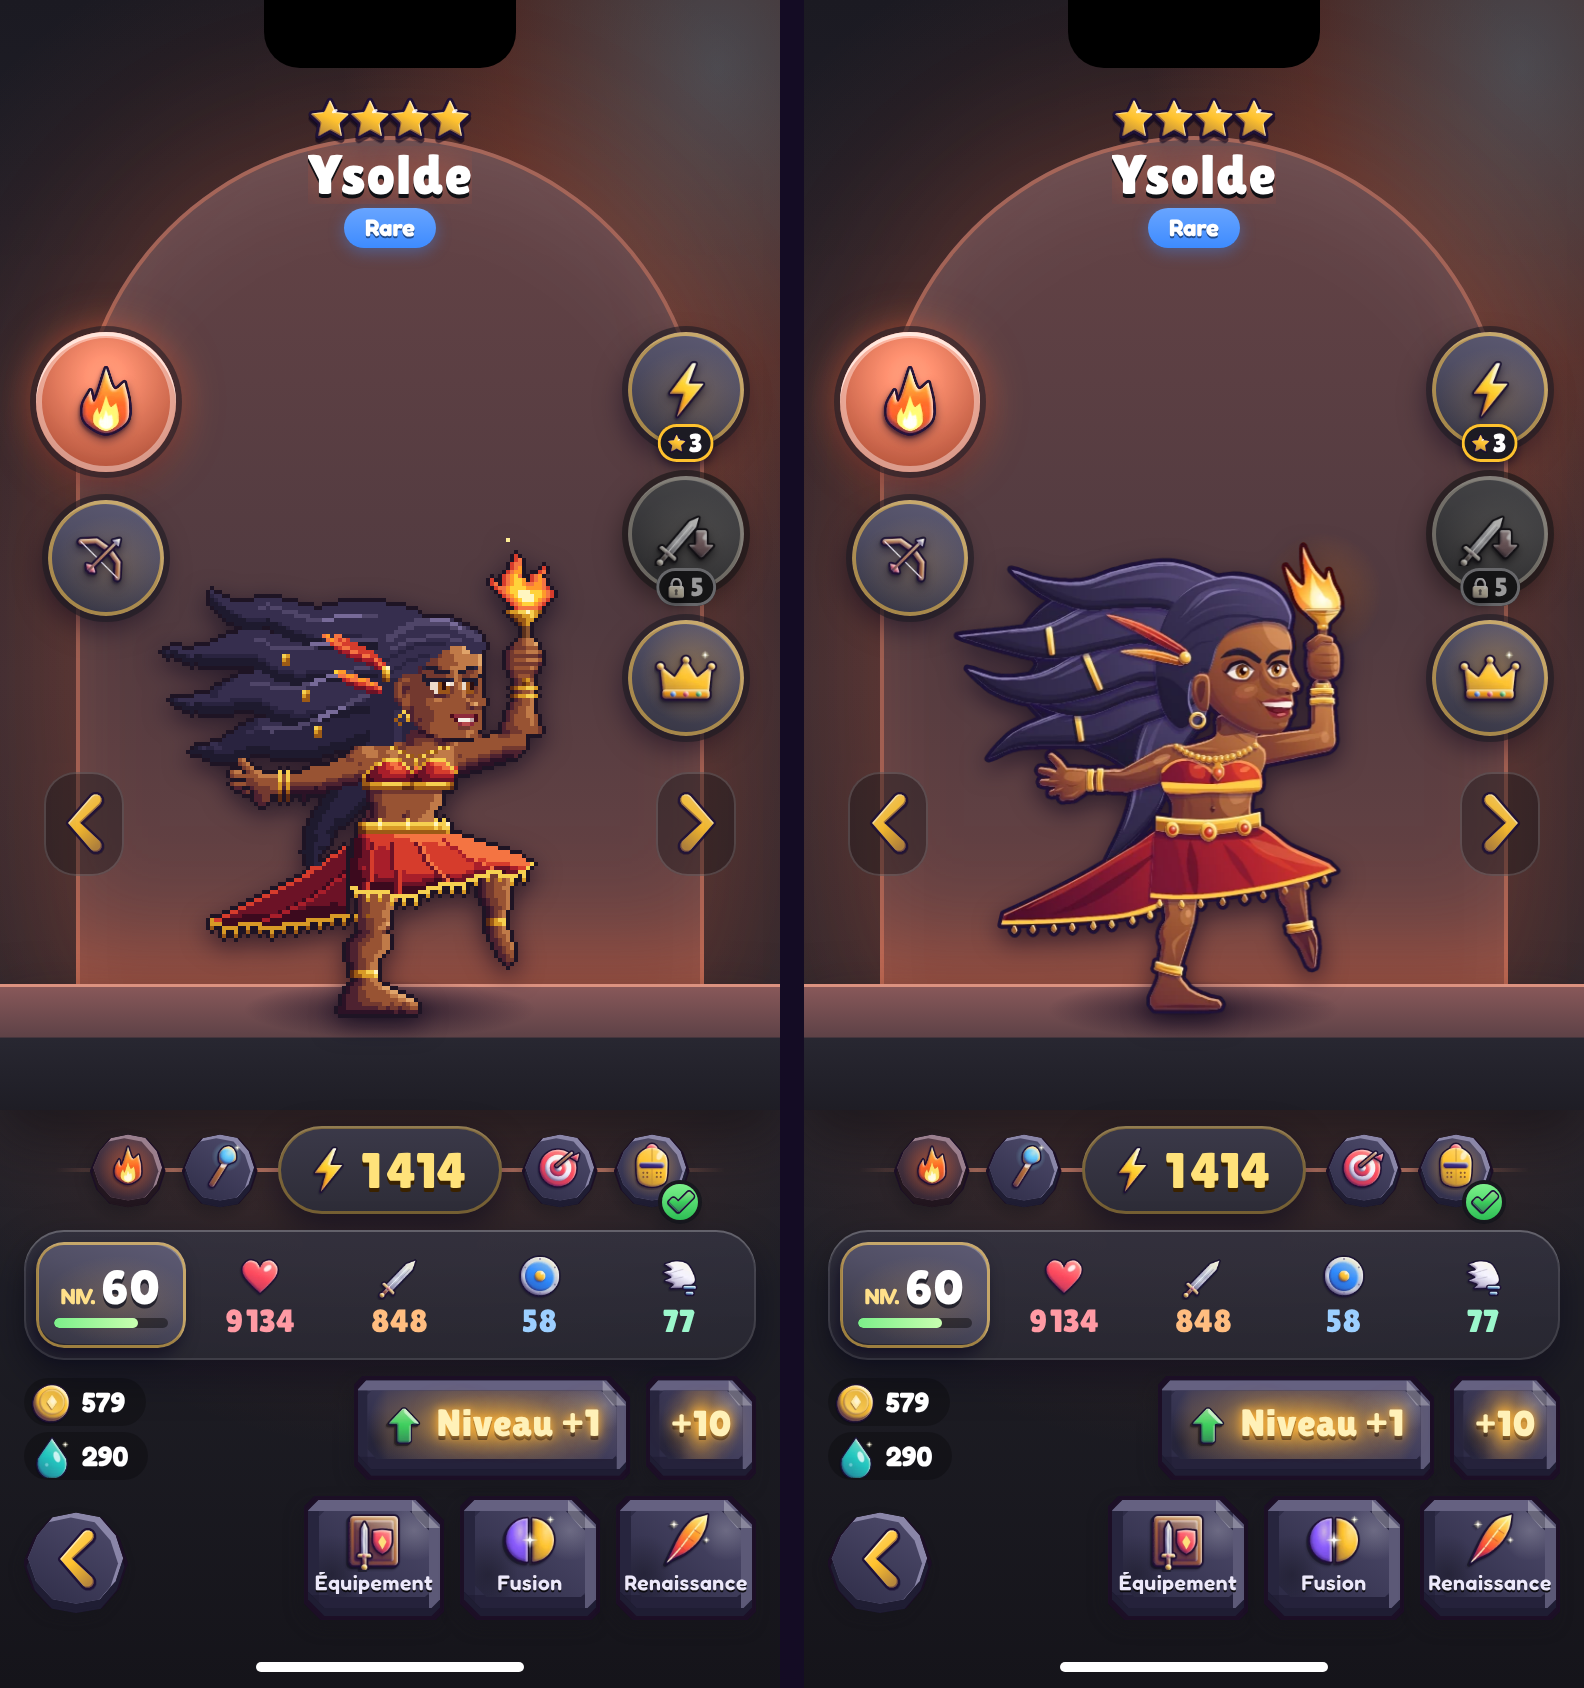 Ysolde
Rare
3
5
1414
NIV. 60
9134
848
58
77
579
290
Niveau +1
+10
Équipement
Fusion
Renaissance
Ysolde
Rare
3
5
1414
NIV. 60
9134
848
58
77
579
290
Niveau +1
+10
Équipement
Fusion
Renaissance